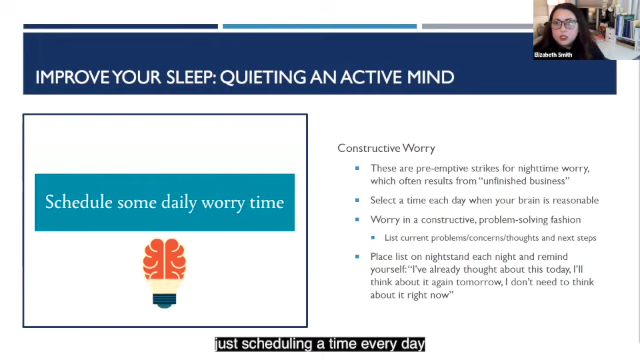 Elizabeth Smith
IMPROVE YOUR SLEEP: QUIETING AN ACTIVE MIND
Schedule some daily worry time
Constructive Worry
These are pre-emptive strikes for nighttime worry,
which often results from "unfinished business"
Select a time each day when your brain is reasonable
Worry in a constructive, problem-solving fashion
List current problems/concerns/thoughts and next steps
Place list on nightstand each night and remind
yourself: "I've already thought about this today, I'll
think about it again tomorrow, I don't need to think
about it right now"
just scheduling a time every day